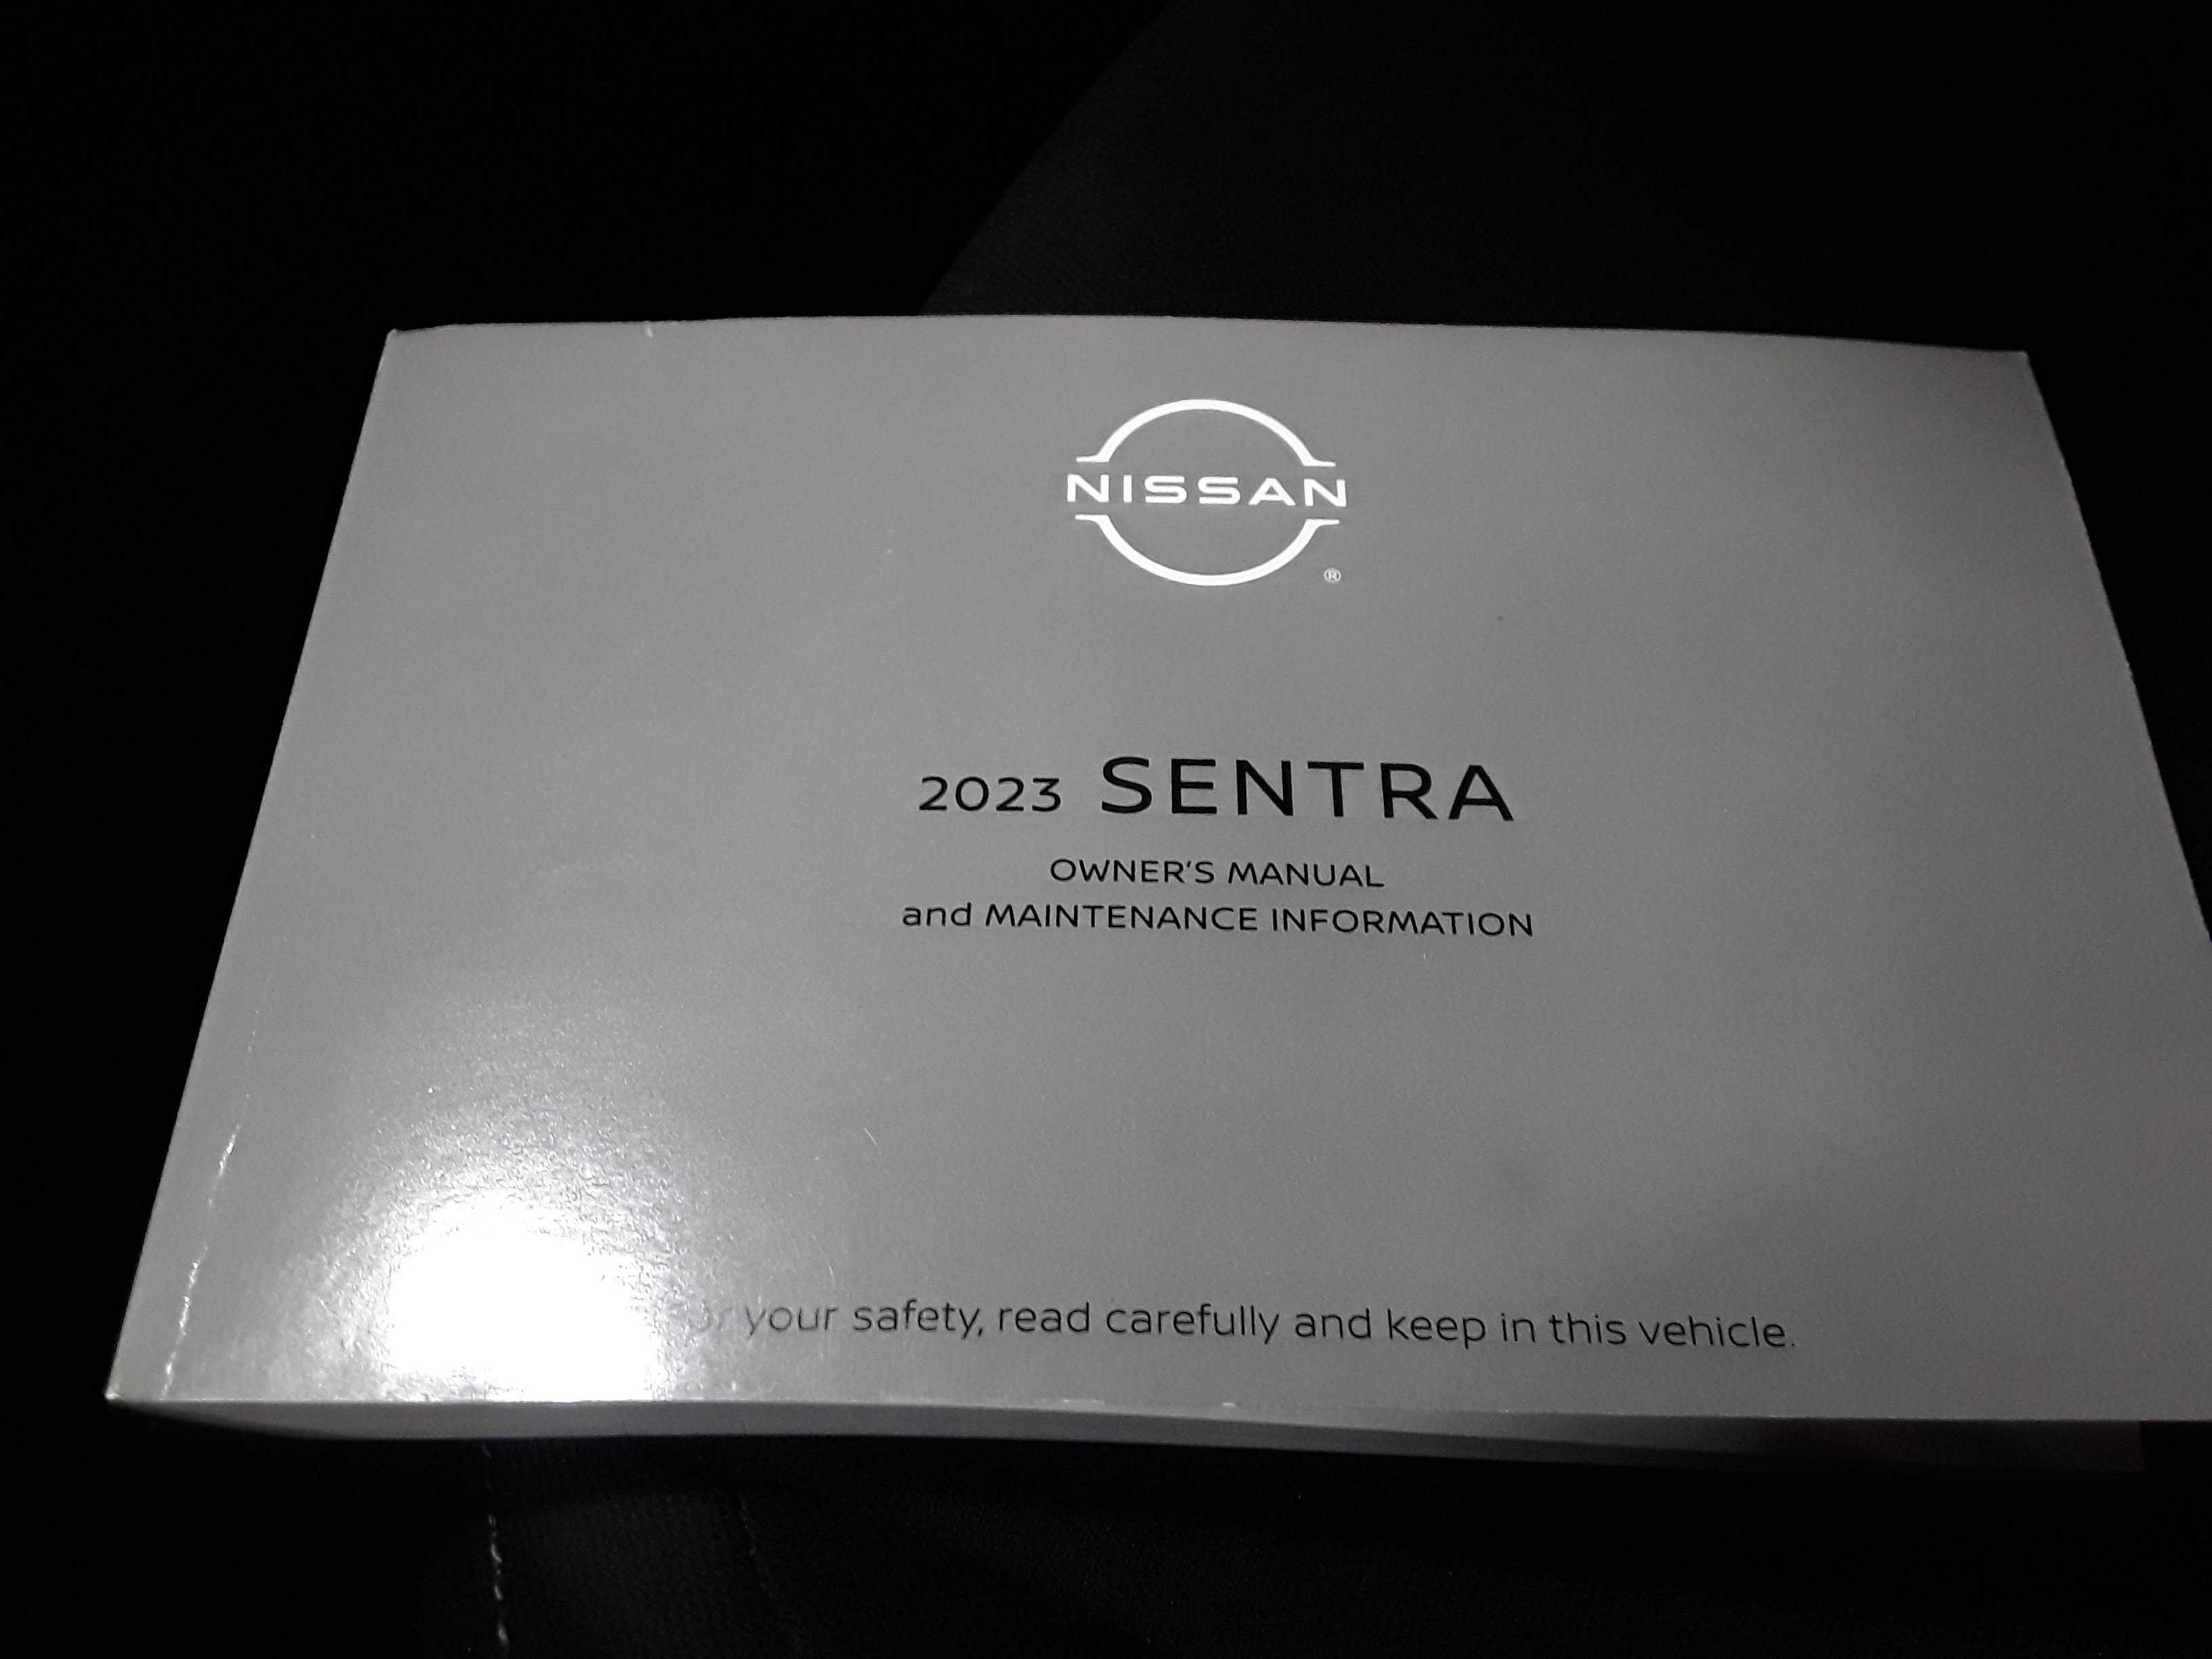 NISSAN
®
2023 SENTRA
OWNER'S MANUAL
and MAINTENANCE INFORMATION
your safety, read carefully and keep in this vehicle.